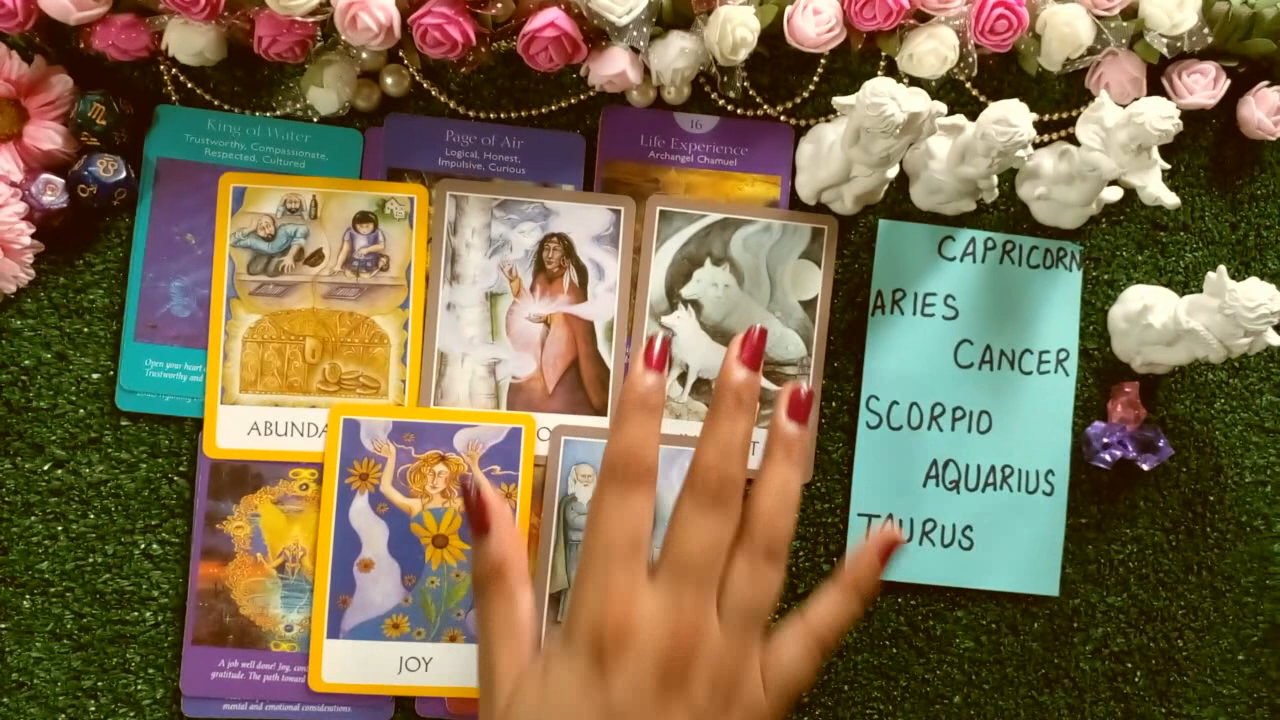 King of Water
Trustworthy, Compassionate,
Respected, Cultured
Page of Air
Logical, Honest,
Impulsive, Curious
16
Life Experience
Archangel Chamuel
Open your heart
Trustworthy and
ABUNDA
JOY
A job well done! Joy, con
gratitude. The path toward
mental and emotional considerations.
CAPRICORN
ARIES
CANCER
SCORPIO
AQUARIUS
TAURUS